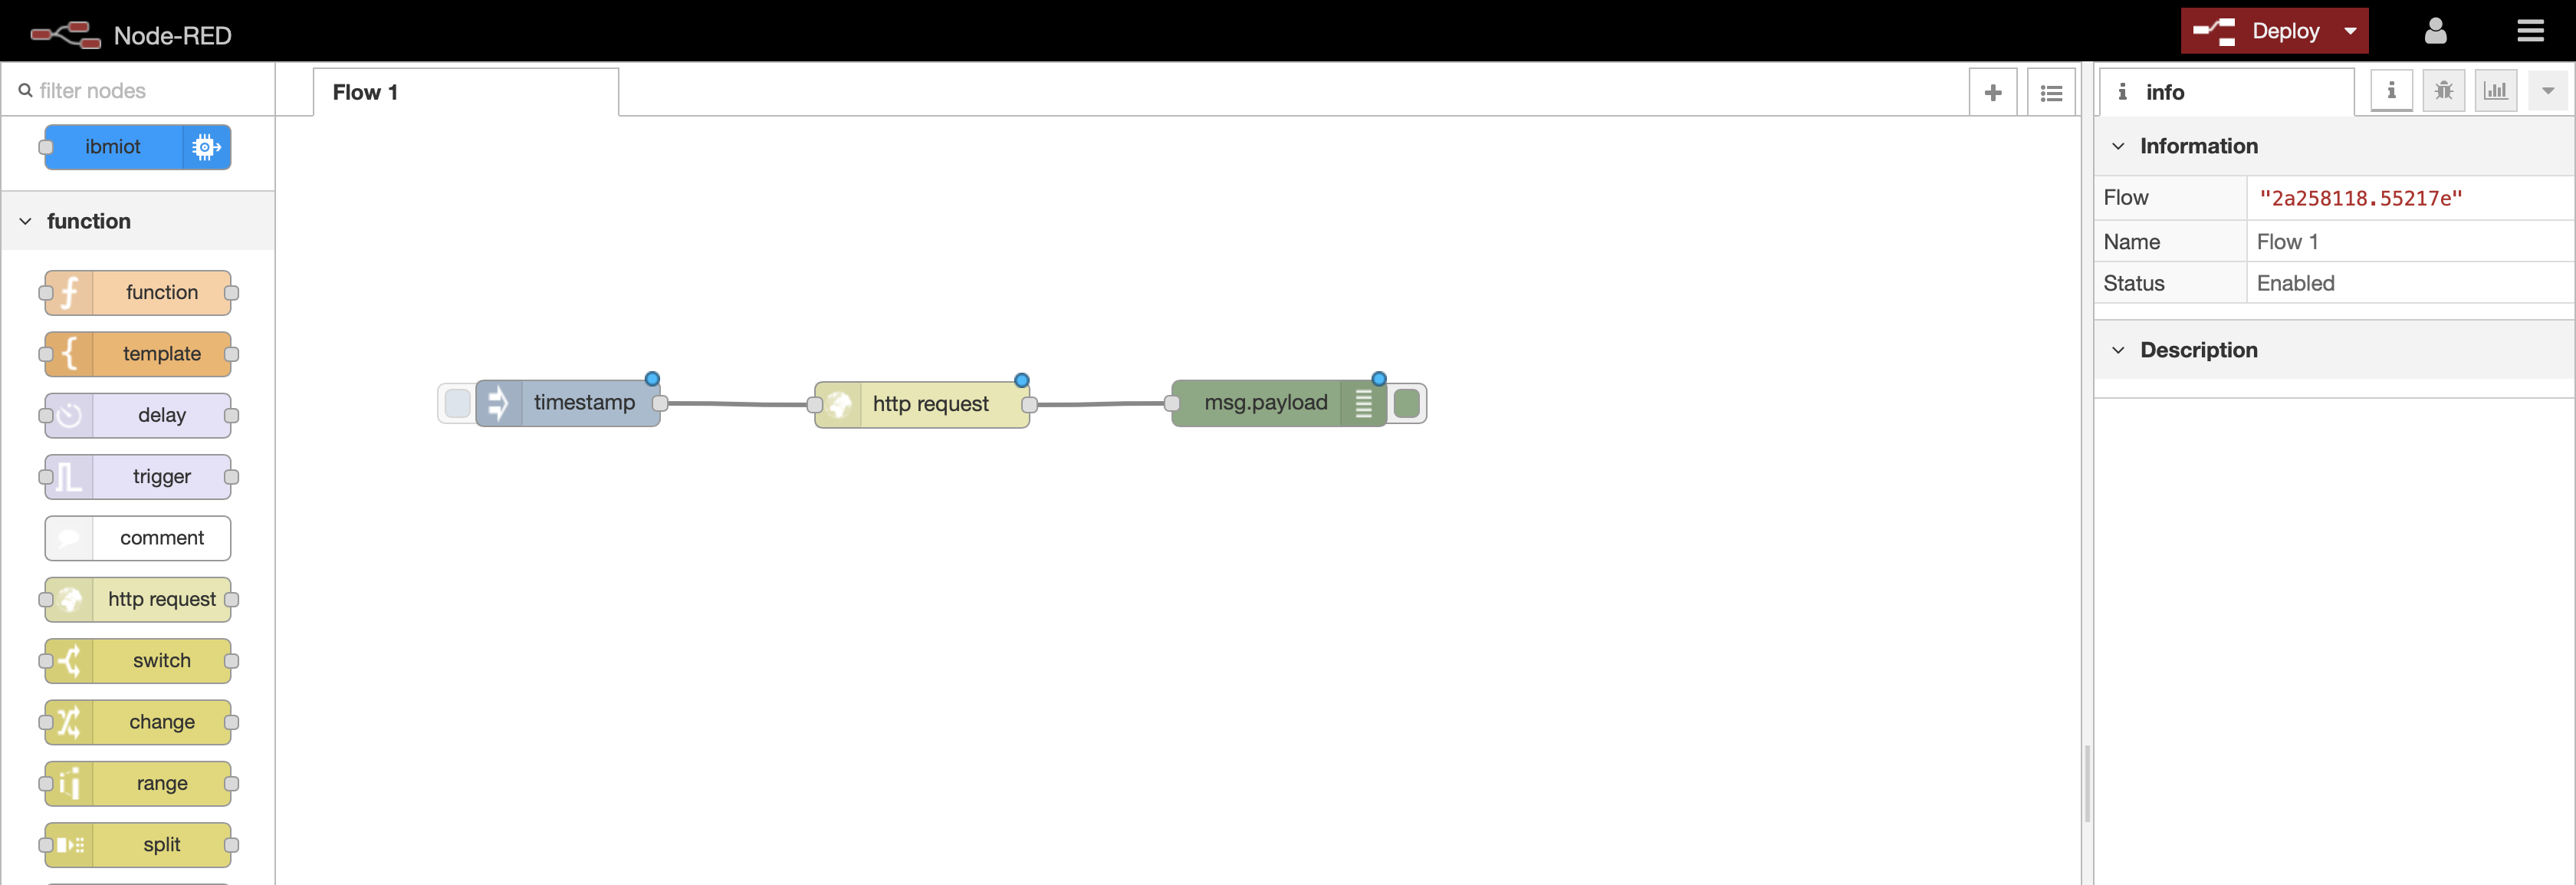 Node-RED
Deploy
filter nodes
ibmiot
function
function
template
delay
trigger
comment
http request
switch
change
range
split
Flow 1
timestamp
http request
msg.payload
info
Information
Flow "2a258118.55217e"
Name Flow 1
Status Enabled
Description